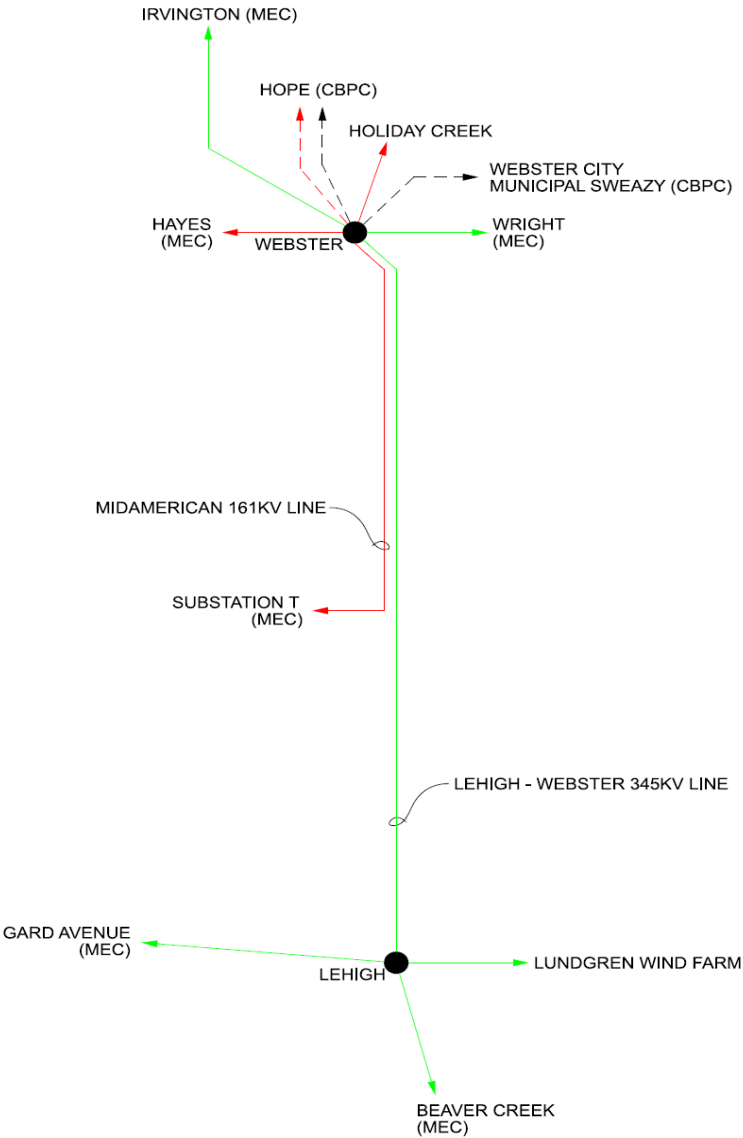 IRVINGTON (MEC)
HOPE (CBPC)
HOLIDAY CREEK
WEBSTER CITY
MUNICIPAL SWEAZY (CBPC)
HAYES
(MEC)
WEBSTER
WRIGHT
(MEC)
MIDAMERICAN 161KV LINE
SUBSTATION T
(MEC)
LEHIGH - WEBSTER 345KV LINE
GARD AVENUE
(MEC)
LEHIGH
LUNDGREN WIND FARM
BEAVER CREEK
(MEC)